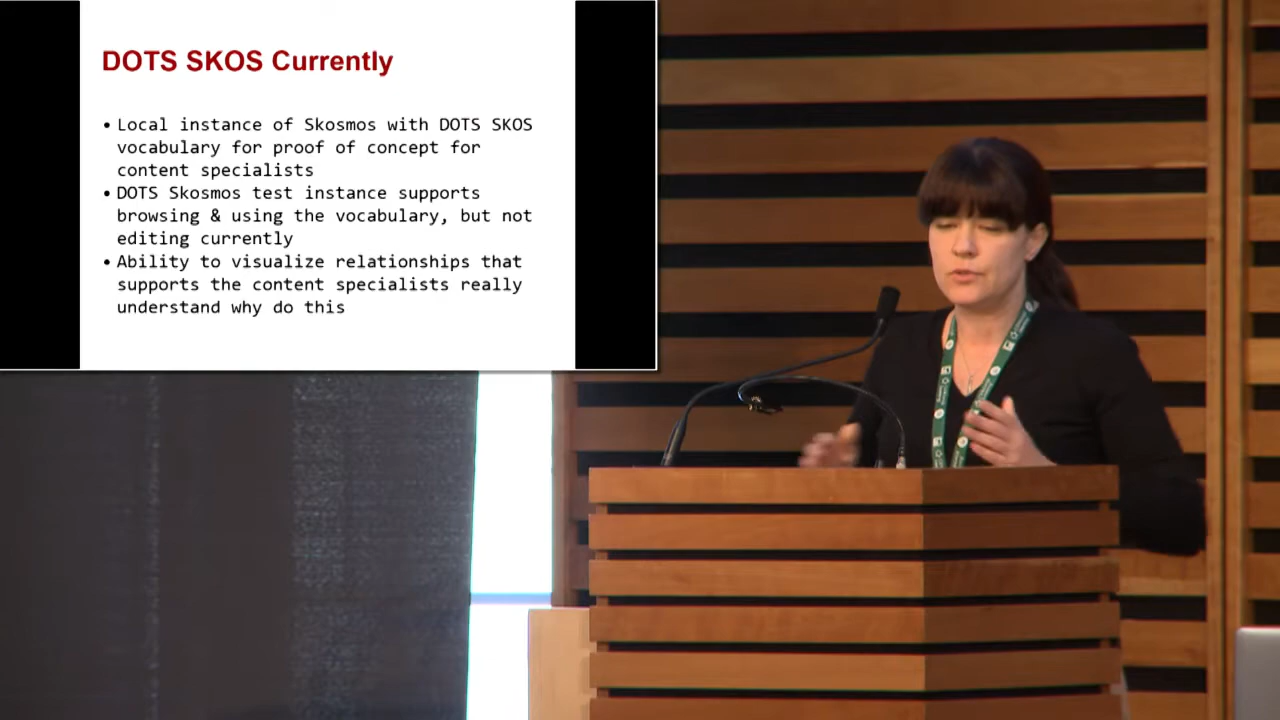 DOTS SKOS Currently
• Local instance of Skosmos with DOTS SKOS
vocabulary for proof of concept for
content specialists
• DOTS Skosmos test instance supports
browsing & using the vocabulary, but not
editing currently
• Ability to visualize relationships that
supports the content specialists really
understand why do this